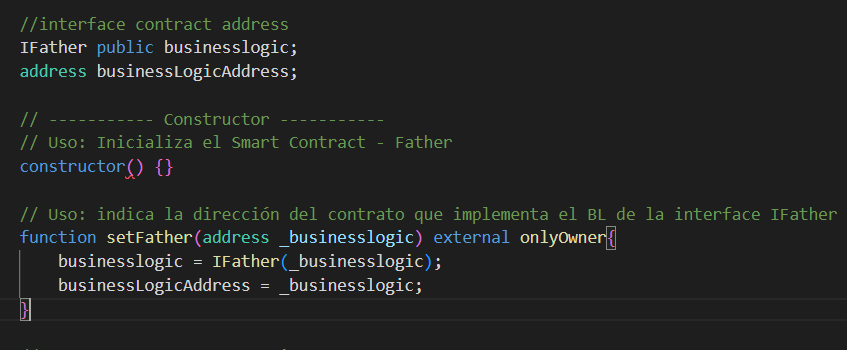 //interface contract address
IFather public businesslogic;
address businessLogicAddress;
// ----------- Constructor -----------
// Uso: Inicializa el Smart Contract - Father
constructor() {}
// Uso: indica la dirección del contrato que implementa el BL de la interface IFather
function setFather(address _businesslogic) external onlyOwner{
businesslogic = IFather(_businesslogic);
businessLogicAddress = _businesslogic;
}